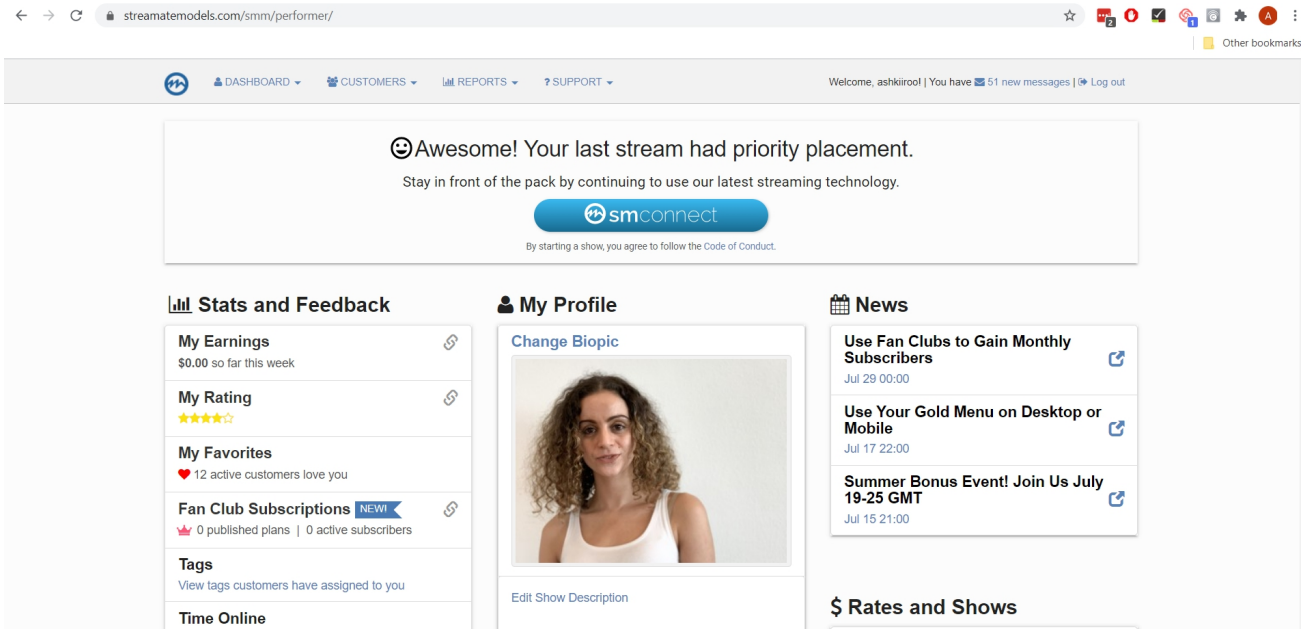 streamatemodels.com/smm/performer/
2
1
A
Other bookmarks
DASHBOARD
CUSTOMERS
REPORTS
? SUPPORT
Welcome, ashkiiroo! | You have 51 new messages | Log out
Awesome! Your last stream had priority placement.
Stay in front of the pack by continuing to use our latest streaming technology.
smconnect
By starting a show, you agree to follow the Code of Conduct.
Stats and Feedback
My Earnings
$0.00 so far this week
My Rating
My Favorites
12 active customers love you
Fan Club Subscriptions NEW!
0 published plans | 0 active subscribers
Tags
View tags customers have assigned to you
Time Online
My Profile
Change Biopic
Edit Show Description
News
Use Fan Clubs to Gain Monthly
Subscribers
Jul 29 00:00
Use Your Gold Menu on Desktop or
Mobile
Jul 17 22:00
Summer Bonus Event! Join Us July
19-25 GMT
Jul 15 21:00
$ Rates and Shows